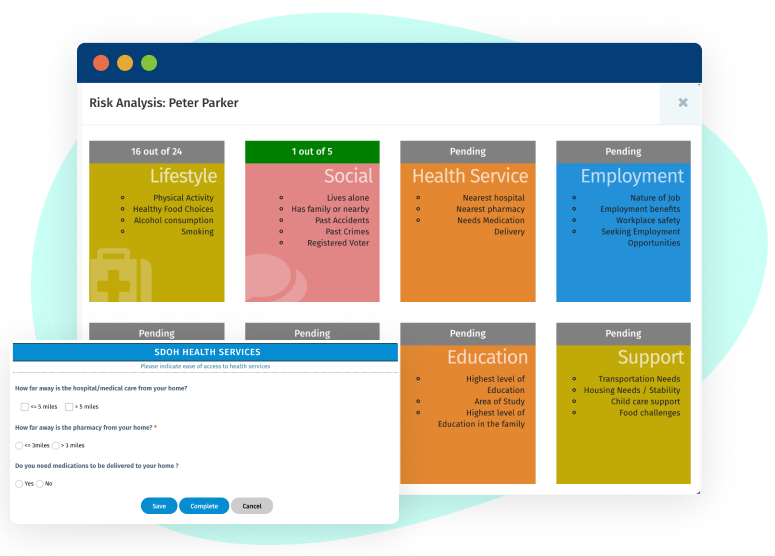 Risk Analysis: Peter Parker
16 out of 24
Lifestyle
Physical Activity
Healthy Food Choices
Alcohol consumption
Smoking
1 out of 5
Social
Lives alone
Has family or nearby
Past Accidents
Past Crimes
Registered Voter
Pending
Health Service
Nearest hospital
Nearest pharmacy
Needs Medication
Delivery
Pending
Employment
Nature of Job
Employment benefits
Workplace safety
Seeking Employment
Opportunities
Pending
Pending
Pending
Education
Highest level of
Education
Area of Study
Highest level of
Education in the family
Pending
Support
Transportation Needs
Housing Needs / Stability
Child care support
Food challenges
SDOH HEALTH SERVICES
Please indicate ease of access to health services
How far away is the hospital/medical care from your home?
<= 5 miles > 5 miles
How far away is the pharmacy from your home? *
<= 3miles > 3 miles
Do you need medications to be delivered to your home ?
Yes No
Save Complete Cancel